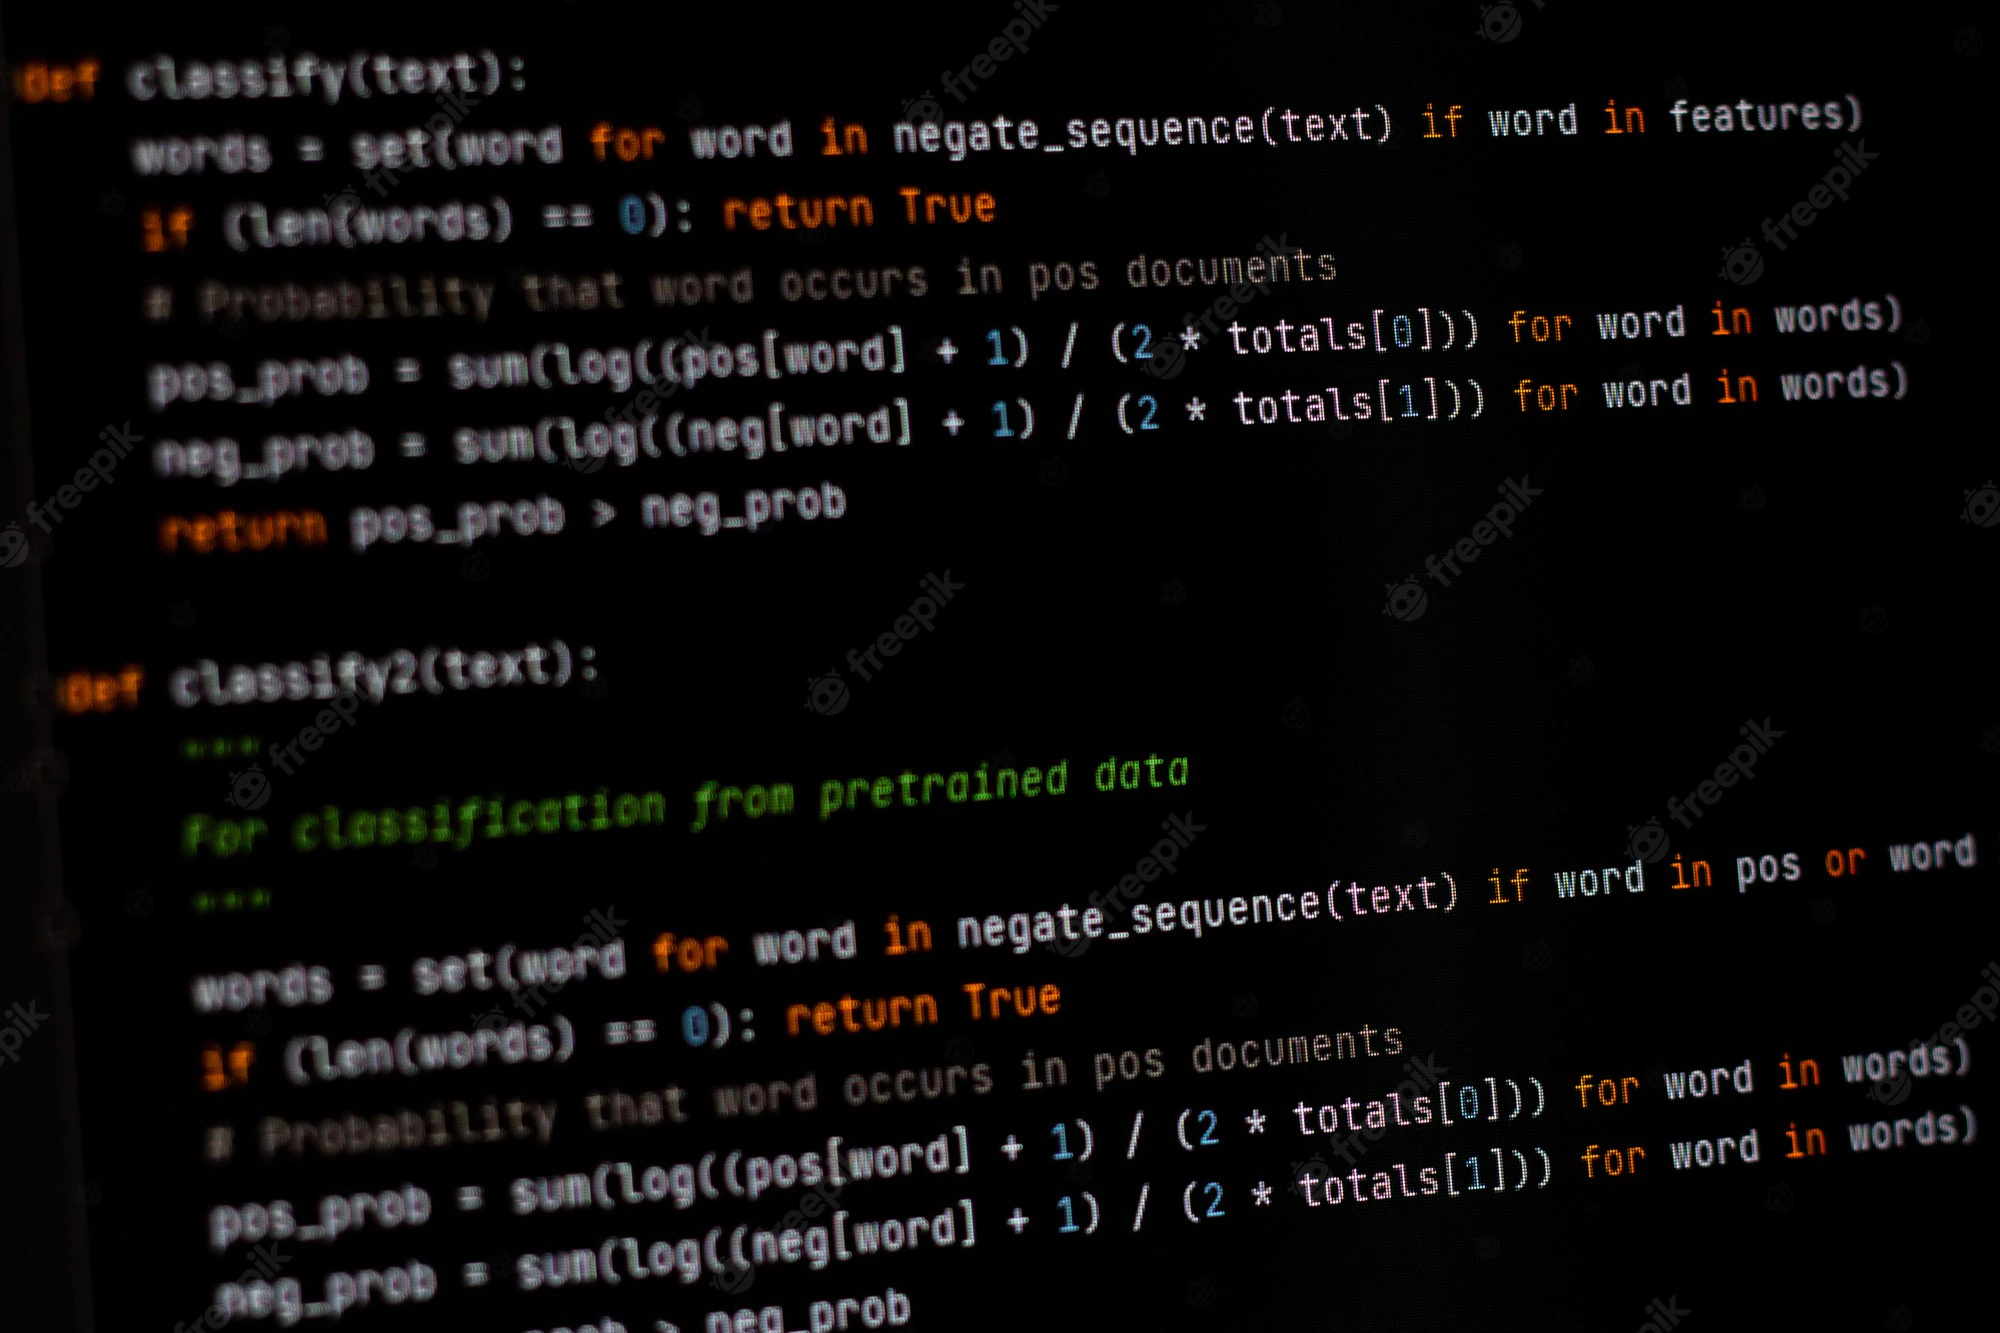 def classify(text):
    words = set(word for word in negate_sequence(text) if word in features)
    if (len(words) == 0): return True
    # Probability that word occurs in pos documents
    pos_prob = sum(log((pos[word] + 1) / (2 * totals[0])) for word in words)
    neg_prob = sum(log((neg[word] + 1) / (2 * totals[1])) for word in words)
    return pos_prob > neg_prob
def classify2(text):
    """
    For classification from pretrained data
    """
    words = set(word for word in negate_sequence(text) if word in pos or word
    if (len(words) == 0): return True
    # Probability that word occurs in pos documents
    pos_prob = sum(log((pos[word] + 1) / (2 * totals[0])) for word in words)
    neg_prob = sum(log((neg[word] + 1) / (2 * totals[1])) for word in words)
    > neg_prob
freepik